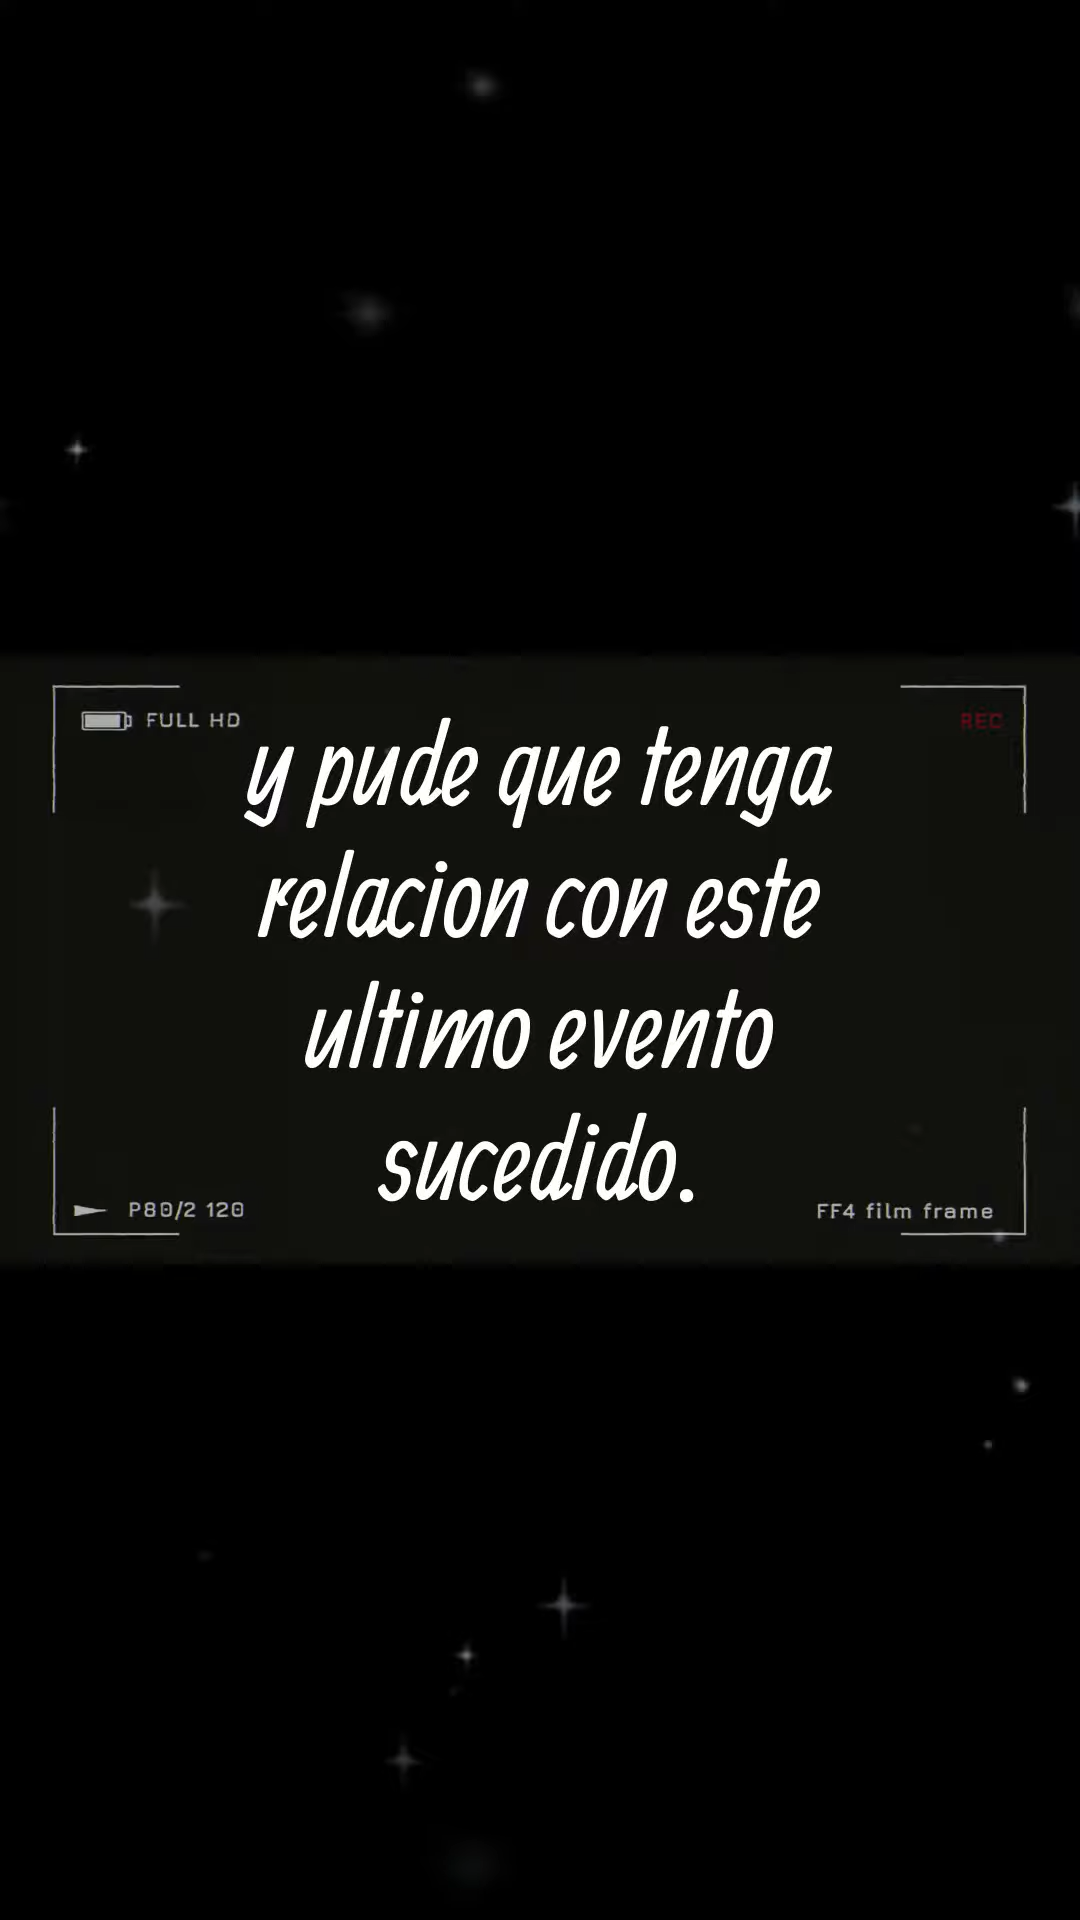 FULL HD
REC
y pude que tenga
relacion con este
ultimo evento
sucedido.
P80/2 120
FF4 film frame